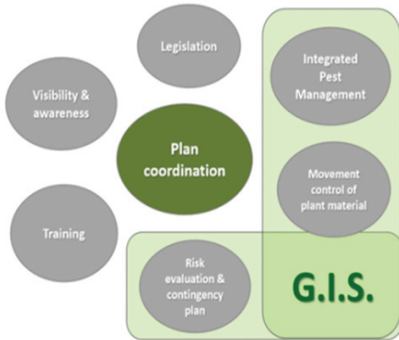 Legislation
Integrated
Pest
Management
Visibility &
awareness
Plan
coordination
Movement
control of
plant material
Training
Risk
evaluation &
contingency
plan
G.I.S.